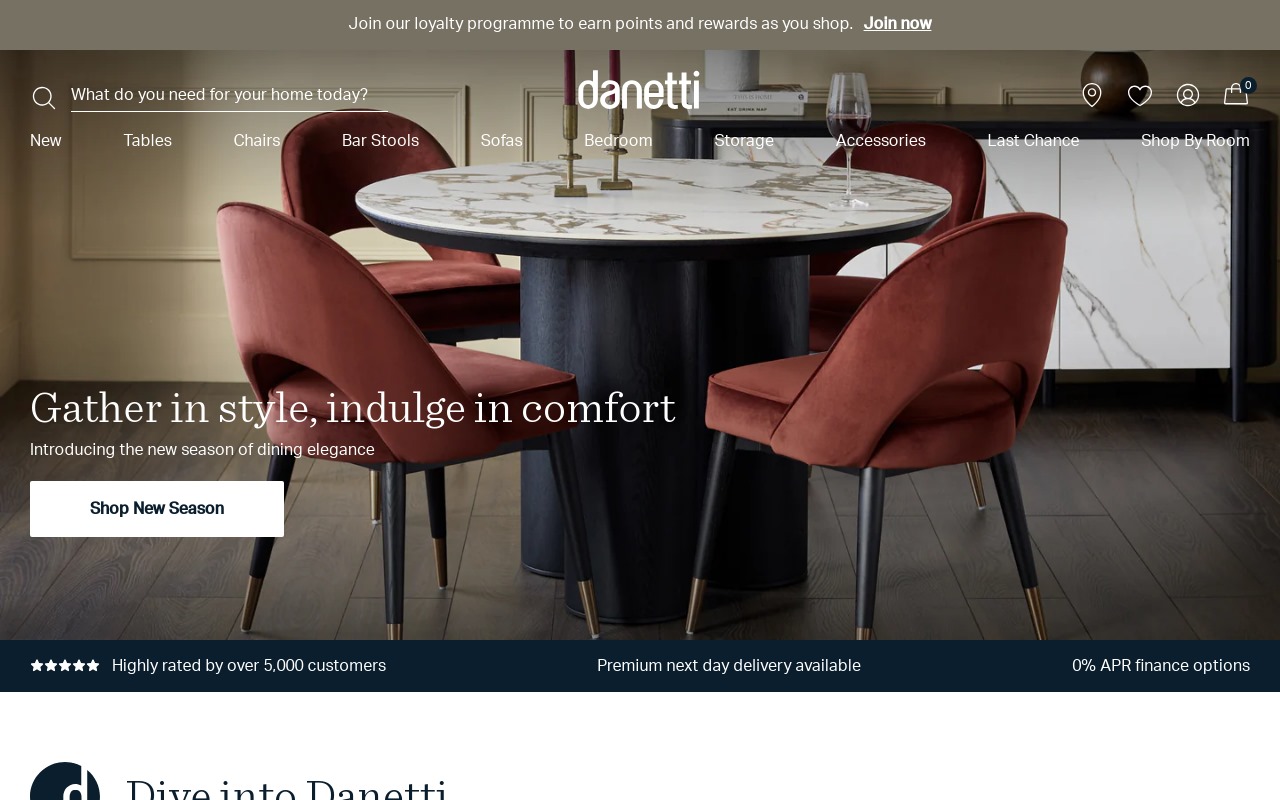 Join our loyalty programme to earn points and rewards as you shop. Join now
What do you need for your home today?
danetti
0
New
Tables
Chairs
Bar Stools
Sofas
Bedroom
Storage
Accessories
Last Chance
Shop By Room
Gather in style, indulge in comfort
Introducing the new season of dining elegance
Shop New Season
Highly rated by over 5,000 customers
Premium next day delivery available
0% APR finance options
d
Dive into Danetti